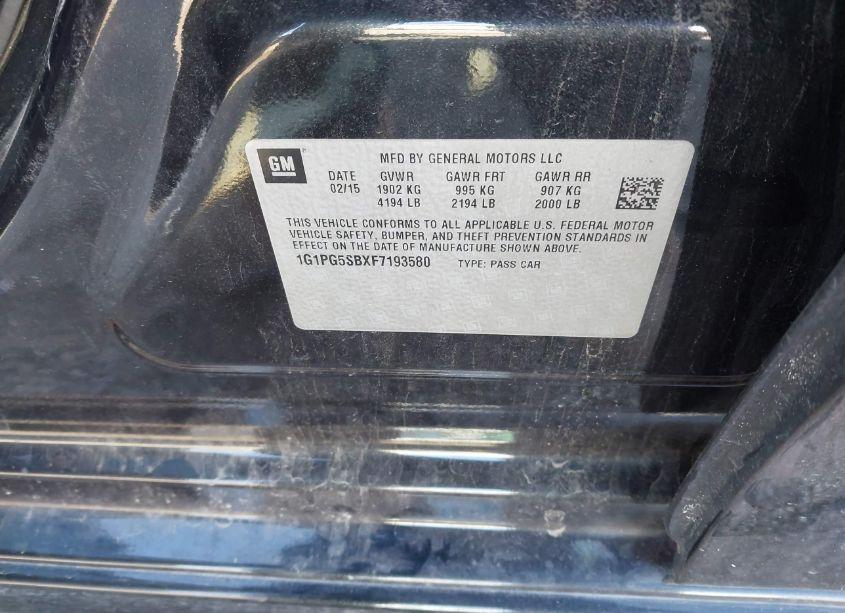 GM
MFD BY GENERAL MOTORS LLC
DATE GVWR GAWR FRT GAWR RR
02/15 1902 KG 995 KG 907 KG
4194 LB 2194 LB 2000 LB
THIS VEHICLE CONFORMS TO ALL APPLICABLE U.S. FEDERAL MOTOR
VEHICLE SAFETY, BUMPER, AND THEFT PREVENTION STANDARDS IN
EFFECT ON THE DATE OF MANUFACTURE SHOWN ABOVE.
1G1PG5SBXF7193580 TYPE: PASS CAR